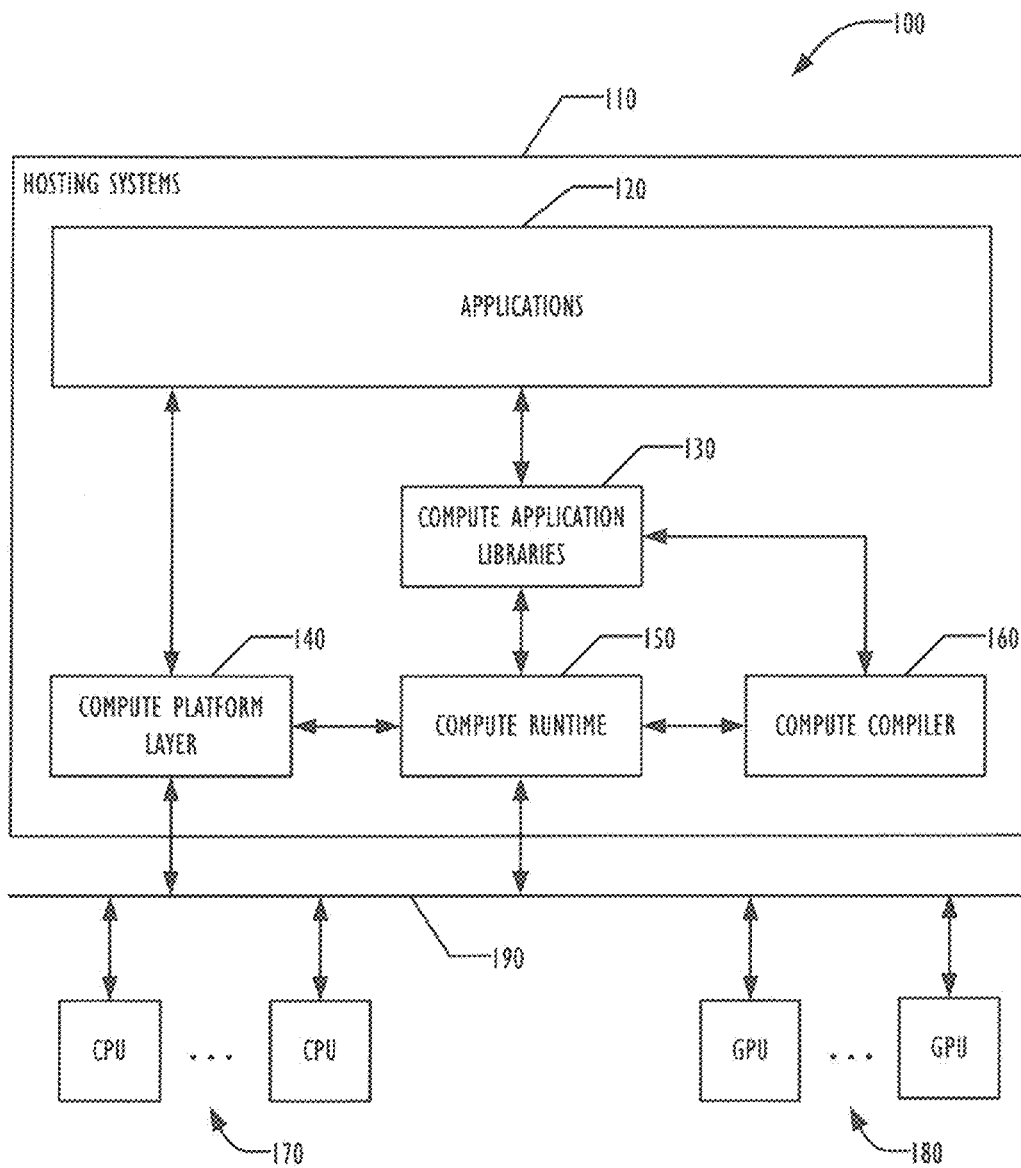 100
110
HOSTING SYSTEMS
120
APPLICATIONS
130
COMPUTE APPLICATION
LIBRARIES
140
150
160
COMPUTE PLATFORM
LAYER
COMPUTE RUNTIME
COMPUTE COMPILER
190
CPU
...
CPU
GPU
...
GPU
170
180